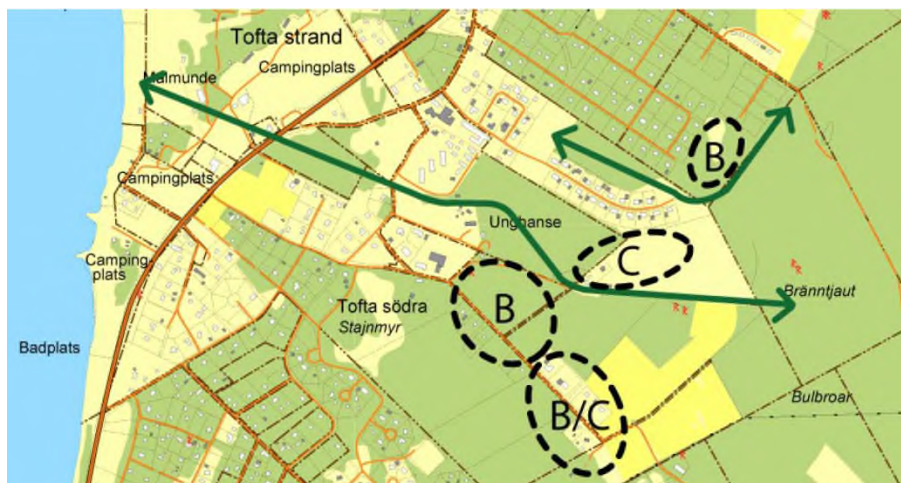 Tofta strand
Campingplats
Malmunde
B
Campingplats
Unghanse
C
Camping-
plats
Bränntjaut
Tofta södra
B
Stajnmyr
Badplats
Bulbroar
B/C